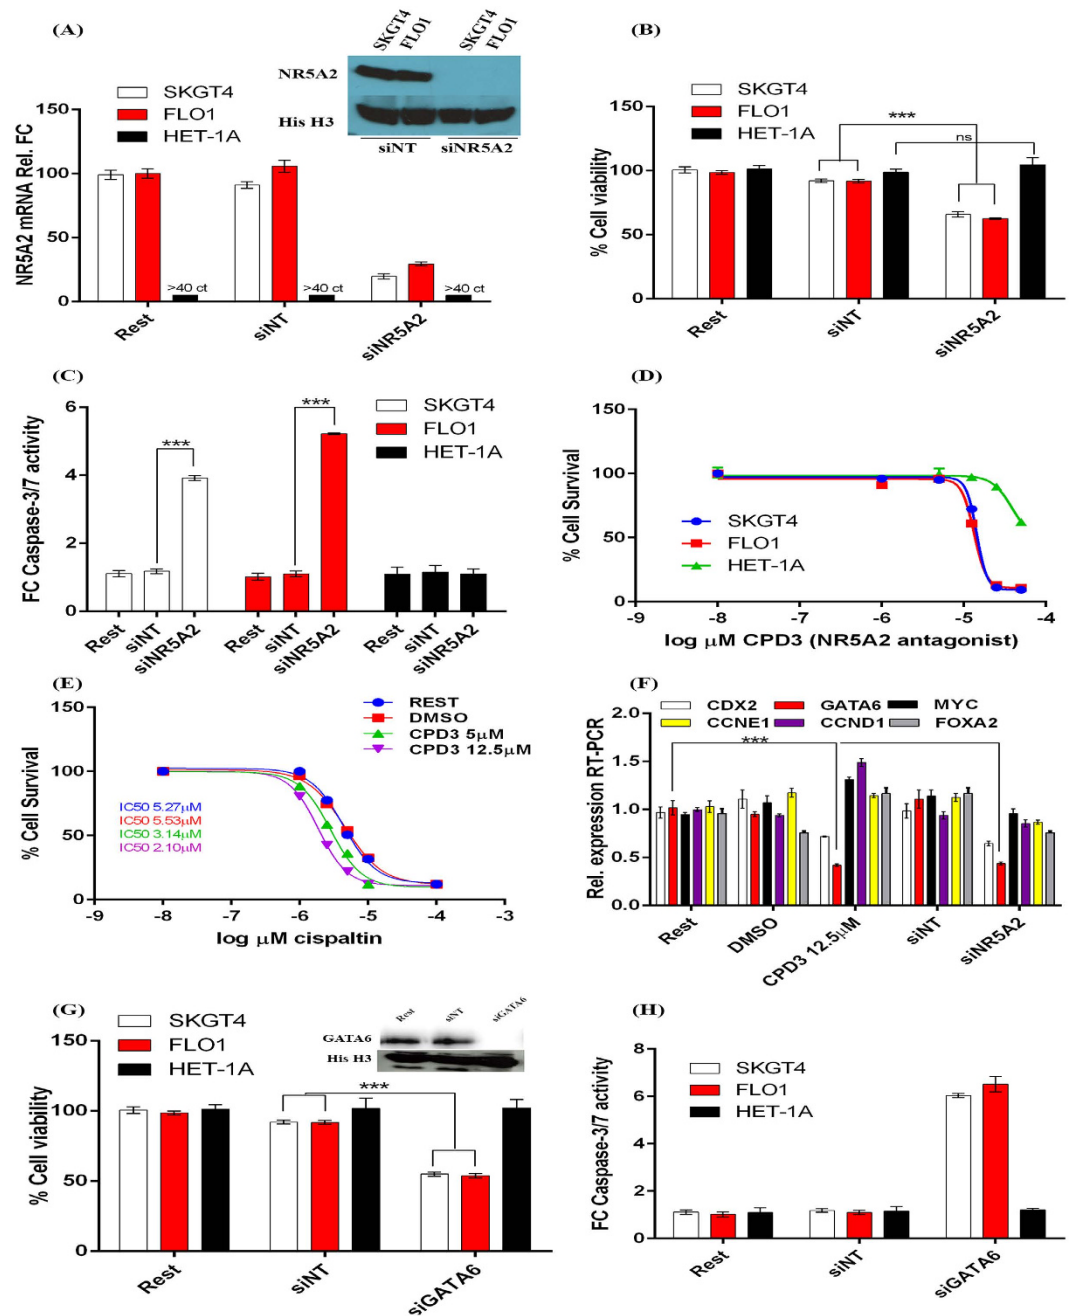 (A)
SKGT4
FLO1
SKGT4
FLO1
NR5A2
His H3
siNT siNR5A2
SKGT4
FLO1
HET-1A
NR5A2 mRNA Rel. FC
150
100
50
0
>40 ct >40 ct >40 ct
Rest siNT siNR5A2
(B)
SKGT4
FLO1
HET-1A
% Cell viability
150
100
50
0
***
ns
Rest siNT siNR5A2
(C)
SKGT4
FLO1
HET-1A
FC Caspase-3/7 activity
6
4
2
0
*** ***
Rest siNT siNR5A2 Rest siNT siNR5A2 Rest siNT siNR5A2
(D)
% Cell Survival
150
100
50
0
SKGT4
FLO1
HET-1A
-9 -8 -7 -6 -5 -4
log µM CPD3 (NR5A2 antagonist)
(E)
REST
DMSO
CPD3 5µM
CPD3 12.5µM
% Cell Survival
150
100
50
0
IC50 5.27µM
IC50 5.53µM
IC50 3.14µM
IC50 2.10µM
-9 -8 -7 -6 -5 -4 -3
log µM cispaltin
(F)
CDX2 GATA6 MYC
CCNE1 CCND1 FOXA2
Rel. expression RT-PCR
2.0
1.5
1.0
0.5
0.0
***
Rest DMSO CPD3 12.5µM siNT siNR5A2
(G)
SKGT4
FLO1
HET-1A
Rest siNT siGATA6
GATA6
His H3
% Cell viability
150
100
50
0
***
Rest siNT siGATA6
(H)
SKGT4
FLO1
HET-1A
FC Caspase-3/7 activity
8
6
4
2
0
Rest siNT siGATA6